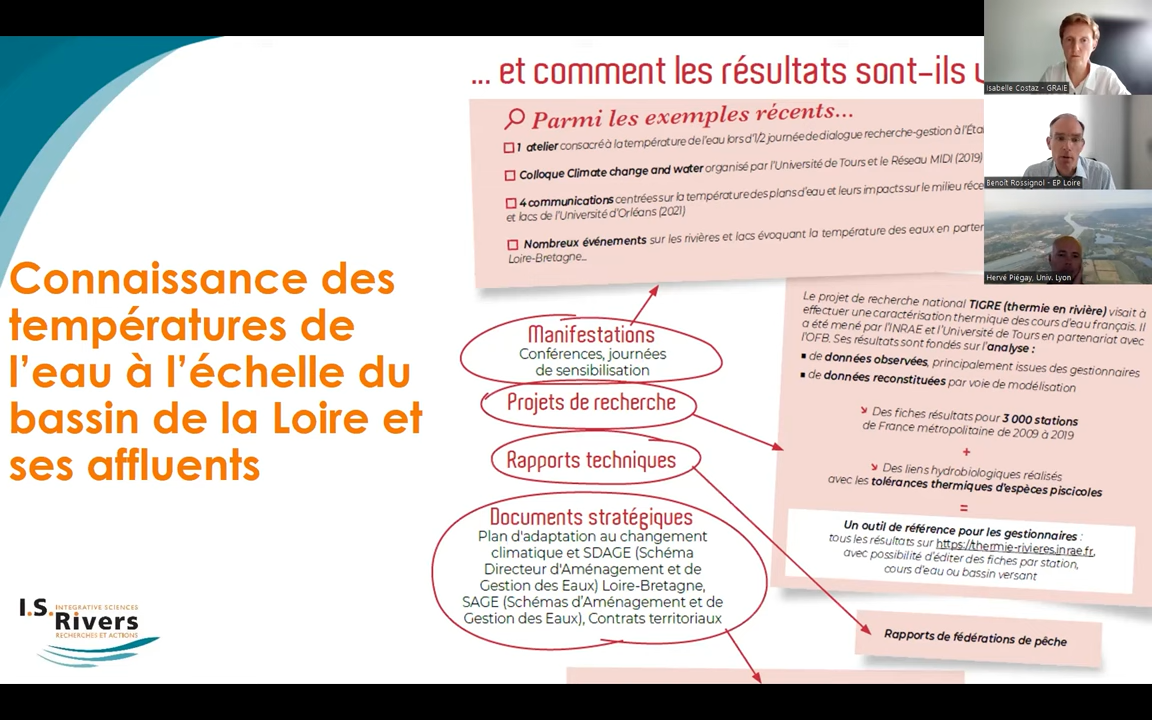 ... et comment les résultats sont-ils
Parmi les exemples récents...
1 atelier consacré à la température de l'eau lors d'1/2 journée de dialogue recherche-gestion à l'Éta
Colloque Climate change and water organisé par l'Université de Tours et le Réseau MIDI (2019)
4 communications centrées sur la température des plans d'eau et leurs impacts sur le milieu réce
et lacs de l'Université d'Orléans (2021)
Nombreux événements sur les rivières et lacs évoquant la température des eaux en parten
Loire-Bretagne...
Isabelle Costaz - GRAIE
Benoît Rossignol - EP Loire
Hervé Piégay, Univ. Lyon
Connaissance des
températures de
l'eau à l'échelle du
bassin de la Loire et
ses affluents
Manifestations
Conférences, journées
de sensibilisation
Projets de recherche
Rapports techniques
Documents stratégiques
Plan d'adaptation au changement
climatique et SDAGE (Schéma
Directeur d'Aménagement et de
Gestion des Eaux) Loire-Bretagne,
SAGE (Schémas d'Aménagement et de
Gestion des Eaux), Contrats territoriaux
Le projet de recherche national TIGRE (thermie en rivière) visait à
effectuer une caractérisation thermique des cours d'eau français. Il
a été mené par l'INRAE et l'Université de Tours en partenariat avec
l'OFB. Ses résultats sont fondés sur l'analyse :
▪ de données observées, principalement issues des gestionnaires
▪ de données reconstituées par voie de modélisation
↘ Des fiches résultats pour 3 000 stations
de France métropolitaine de 2009 à 2019
+
↘ Des liens hydrobiologiques réalisés
avec les tolérances thermiques d'espèces piscicoles
=
Un outil de référence pour les gestionnaires :
tous les résultats sur https://thermie-rivieres.inrae.fr,
avec possibilité d'éditer des fiches par station,
cours d'eau ou bassin versant
Rapports de fédérations de pêche
I.S. INTEGRATIVE SCIENCES
Rivers
RECHERCHES ET ACTIONS